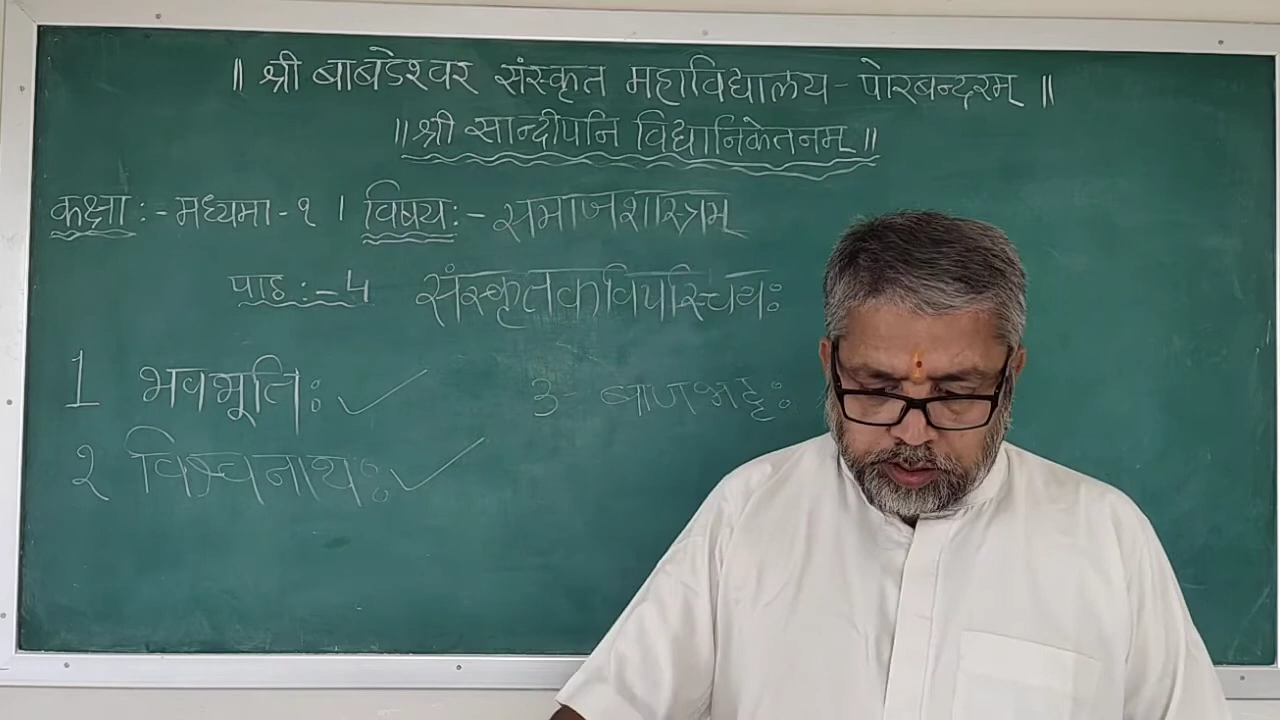 ॥ श्री बाबडेश्वर संस्कृत महाविद्यालय - पोरबन्दरम् ॥
॥ श्री सान्दीपनि विद्यानिकेतनम् ॥
कक्षा :- मध्यमा - १ । विषय :- समाजशास्त्रम्
पाठ :- 4 संस्कृतकविपरिचयः
1 भवभूतिः ✓
२ विश्वनाथः ✓
3 - बाणभट्टः